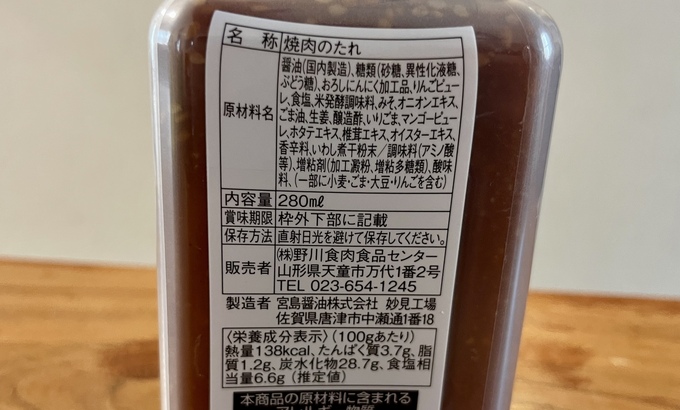 名称 焼肉のたれ
原材料名
醤油(国内製造)、糖類(砂糖、異性化液糖、
ぶどう糖)、おろしにんにく加工品、りんごピュー
レ、食塩、米発酵調味料、みそ、オニオンエキス、
ごま油、生姜、醸造酢、いりごま、マンゴーピュー
レ、ホタテエキス、椎茸エキス、オイスターエキス、
香辛料、いわし煮干粉末/調味料(アミノ酸
等)、増粘剤(加工澱粉、増粘多糖類)、酸味
料、(一部に小麦・ごま・大豆・りんごを含む)
内容量 280mℓ
賞味期限 枠外下部に記載
保存方法 直射日光を避けて保存してください。
販売者
㈱野川食肉食品センター
山形県天童市万代1番2号
TEL 023-654-1245
製造者 宮島醤油株式会社 妙見工場
佐賀県唐津市中瀬通1番18
〈栄養成分表示〉(100gあたり)
熱量138kcal、たんぱく質3.7g、脂
質1.2g、炭水化物28.7g、食塩相
当量6.6g(推定値)
本商品の原材料に含まれる
アレルギー物質